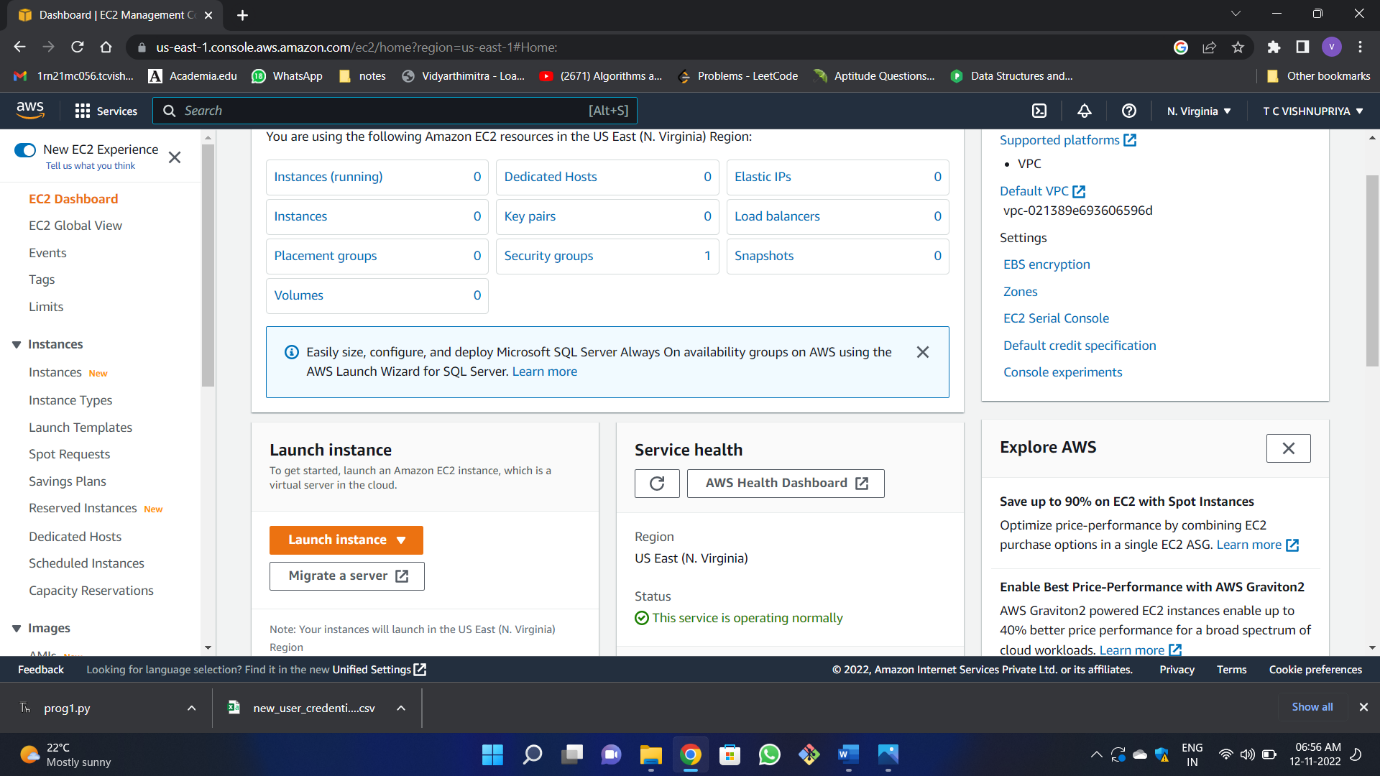 Dashboard | EC2 Management C
us-east-1.console.aws.amazon.com/ec2/home?region=us-east-1#Home:
V
1rn21mc056.tcvish...
Academia.edu
WhatsApp
notes
Vidyarthimitra - Loa...
(2671) Algorithms a...
Problems - LeetCode
Aptitude Questions...
Data Structures and...
Other bookmarks
aws
Services
Search
[Alt+S]
N. Virginia
T C VISHNUPRIYA
New EC2 Experience
Tell us what you think
EC2 Dashboard
EC2 Global View
Events
Tags
Limits
Instances
Instances New
Instance Types
Launch Templates
Spot Requests
Savings Plans
Reserved Instances New
Dedicated Hosts
Scheduled Instances
Capacity Reservations
Images
You are using the following Amazon EC2 resources in the US East (N. Virginia) Region:
Instances (running) 0
Dedicated Hosts 0
Elastic IPs 0
Instances 0
Key pairs 0
Load balancers 0
Placement groups 0
Security groups 1
Snapshots 0
Volumes 0
Easily size, configure, and deploy Microsoft SQL Server Always On availability groups on AWS using the
AWS Launch Wizard for SQL Server. Learn more
Launch instance
To get started, launch an Amazon EC2 instance, which is a
virtual server in the cloud.
Launch instance
Migrate a server
Note: Your instances will launch in the US East (N. Virginia)
Region
Service health
AWS Health Dashboard
Region
US East (N. Virginia)
Status
This service is operating normally
Supported platforms
VPC
Default VPC
vpc-021389e693606596d
Settings
EBS encryption
Zones
EC2 Serial Console
Default credit specification
Console experiments
Explore AWS
Save up to 90% on EC2 with Spot Instances
Optimize price-performance by combining EC2
purchase options in a single EC2 ASG. Learn more
Enable Best Price-Performance with AWS Graviton2
AWS Graviton2 powered EC2 instances enable up to
40% better price performance for a broad spectrum of
cloud workloads. Learn more
Feedback
Looking for language selection? Find it in the new Unified Settings
© 2022, Amazon Internet Services Private Ltd. or its affiliates.
Privacy
Terms
Cookie preferences
prog1.py
new_user_credenti....csv
Show all
22°C
Mostly sunny
ENG
IN
06:56 AM
12-11-2022